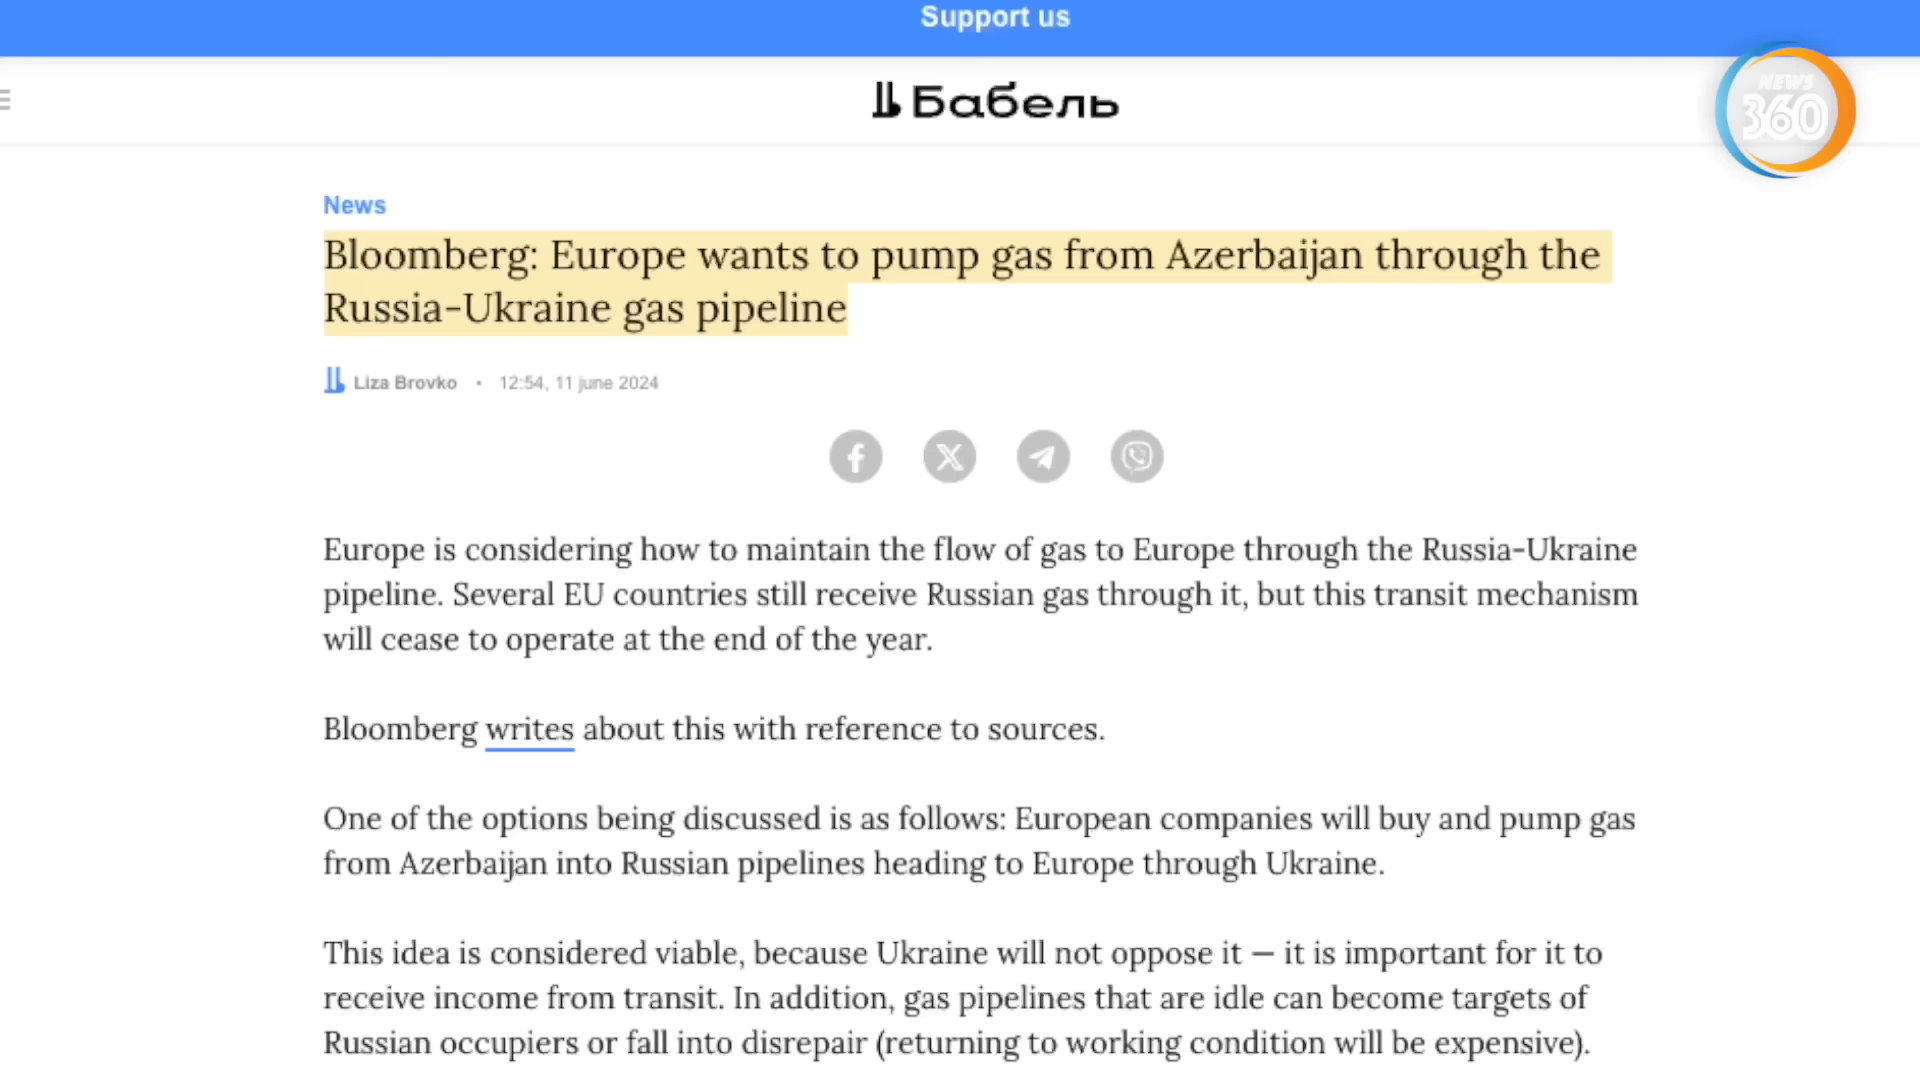 Support us
Бабель
NEWS
360
News
Bloomberg: Europe wants to pump gas from Azerbaijan through the
Russia-Ukraine gas pipeline
Liza Brovko • 12:54, 11 june 2024
Europe is considering how to maintain the flow of gas to Europe through the Russia-Ukraine
pipeline. Several EU countries still receive Russian gas through it, but this transit mechanism
will cease to operate at the end of the year.
Bloomberg writes about this with reference to sources.
One of the options being discussed is as follows: European companies will buy and pump gas
from Azerbaijan into Russian pipelines heading to Europe through Ukraine.
This idea is considered viable, because Ukraine will not oppose it — it is important for it to
receive income from transit. In addition, gas pipelines that are idle can become targets of
Russian occupiers or fall into disrepair (returning to working condition will be expensive).